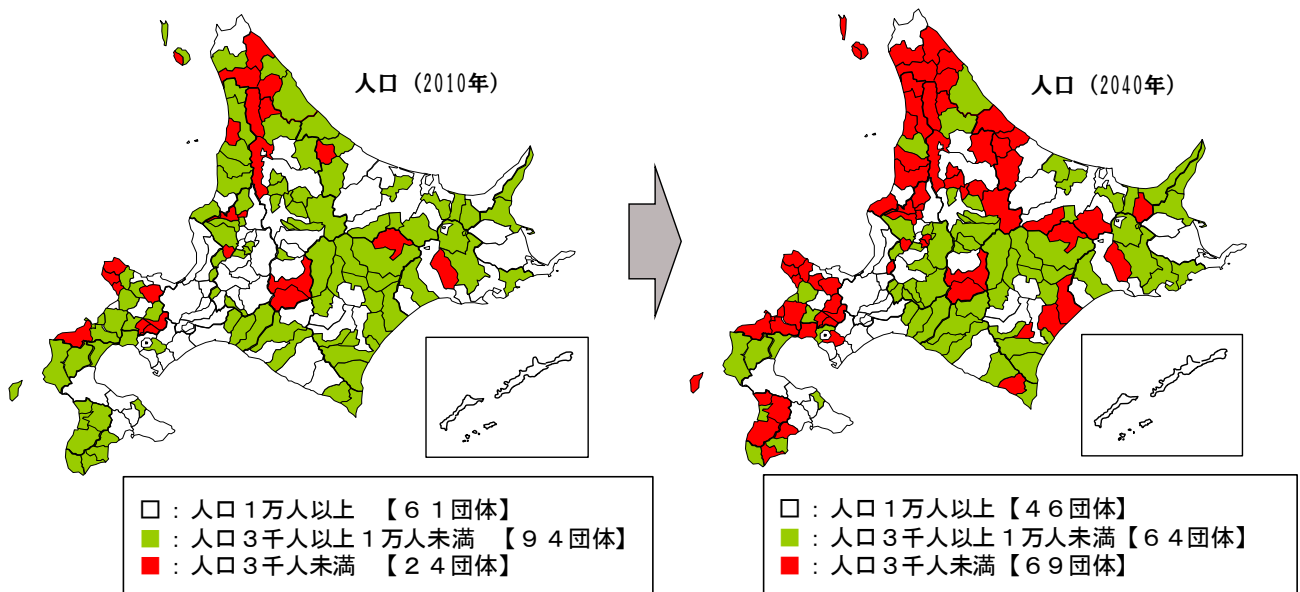 人口（2010年）
□：人口１万人以上 【６１団体】
■：人口３千人以上１万人未満 【９４団体】
■：人口３千人未満 【２４団体】
人口（2040年）
□：人口１万人以上【４６団体】
■：人口３千人以上１万人未満【６４団体】
■：人口３千人未満【６９団体】